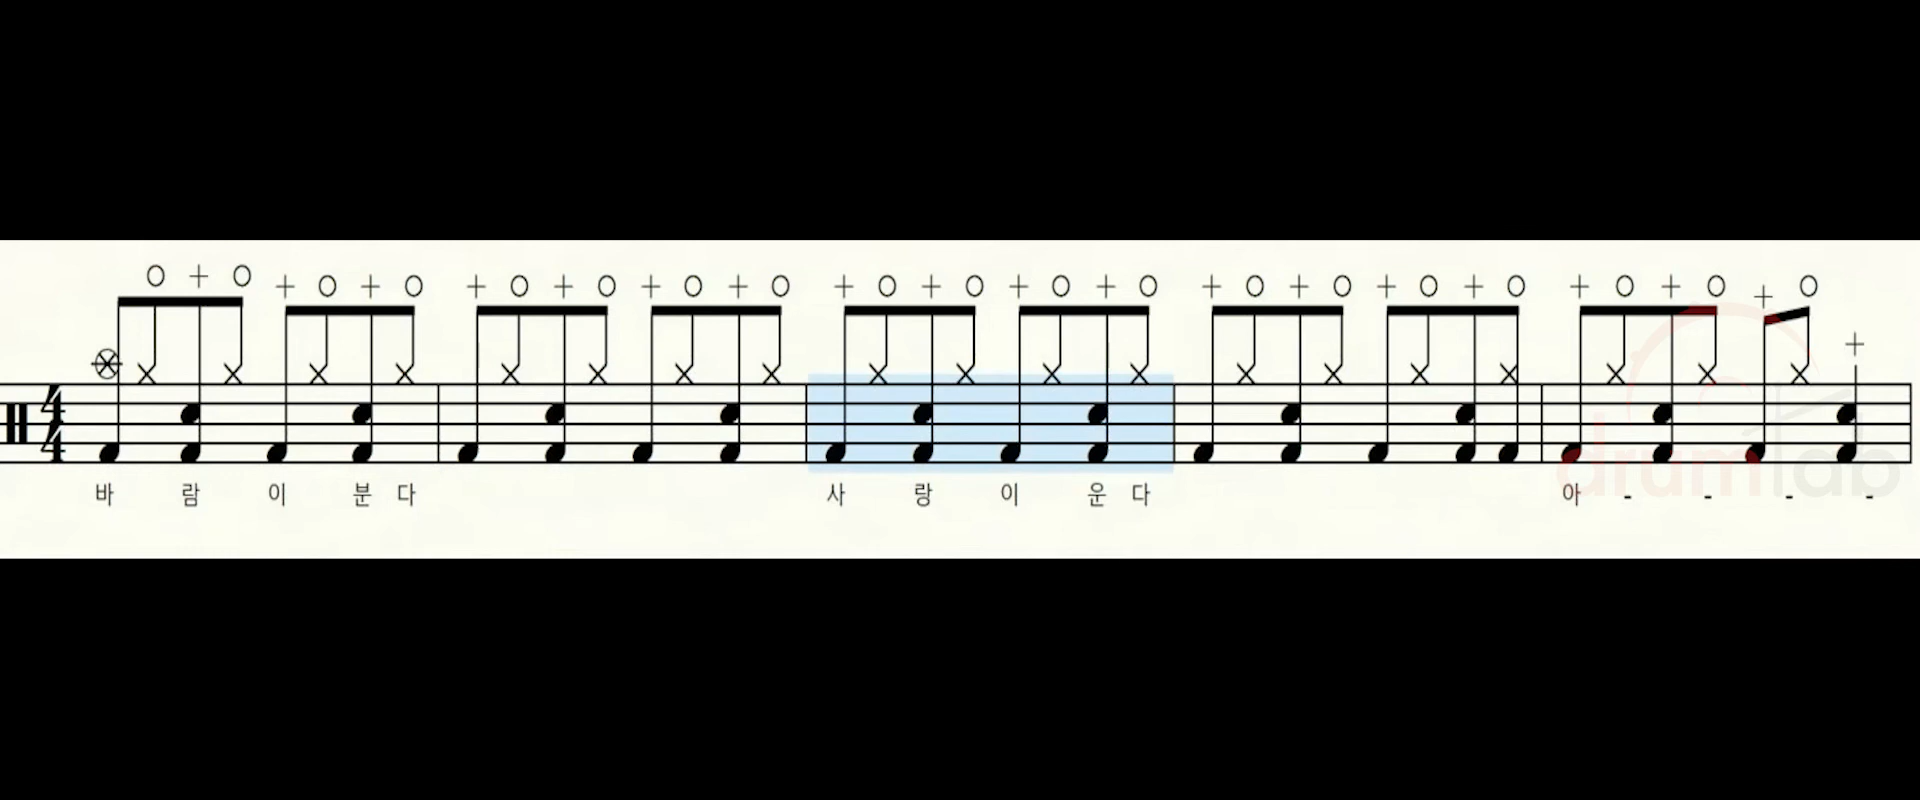 바 람 이 분 다 사 랑 이 운 다 아 - - - -
drumlab